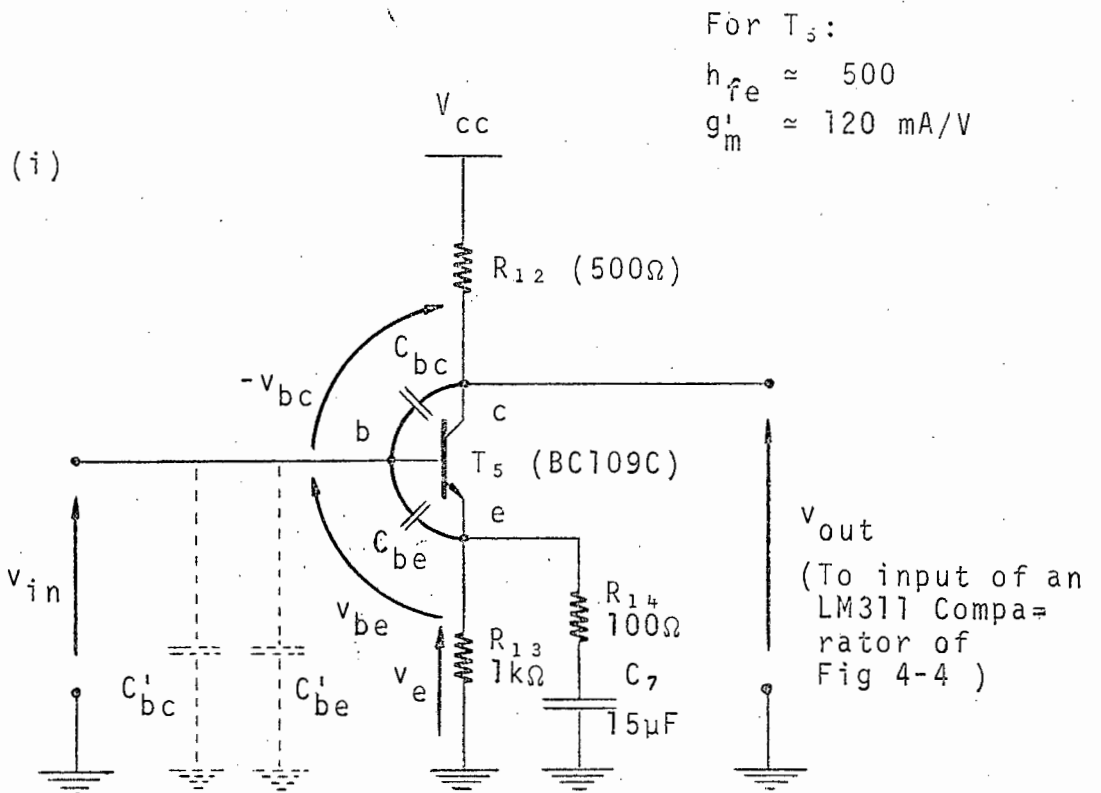 For T₅:
h_fe ≃ 500
g'_m ≃ 120 mA/V
(i)
V_cc
R₁₂ (500Ω)
C_bc
-v_bc
b
c
T₅ (BC109C)
e
C_be
v_in
v_be
v_e
C'_bc
C'_be
R₁₃
1kΩ
R₁₄
100Ω
C₇
15µF
v_out
(To input of an
LM311 Compa=
rator of
Fig 4-4 )